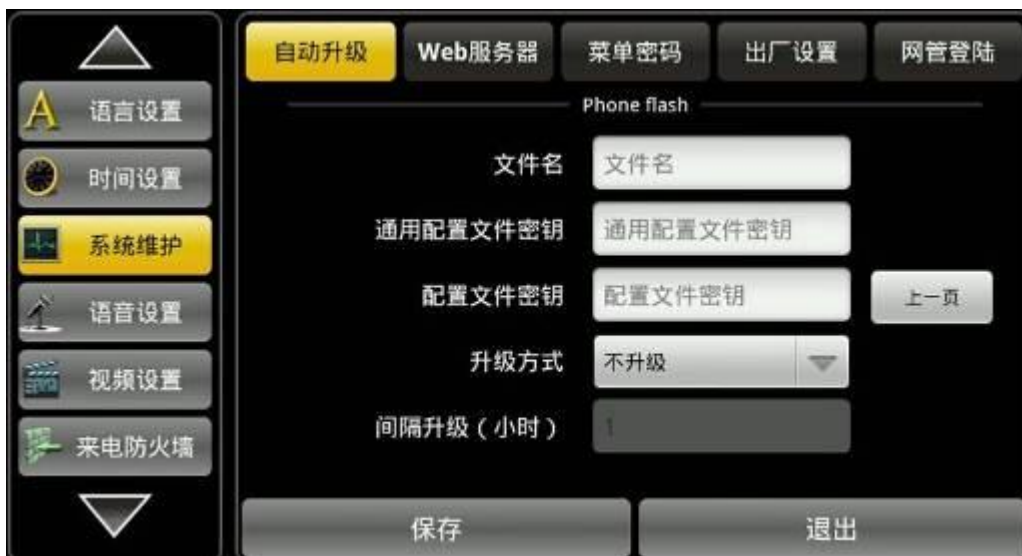 自动升级 Web服务器 菜单密码 出厂设置 网管登陆
语言设置
时间设置
系统维护
语音设置
视频设置
来电防火墙
Phone flash
文件名 文件名
通用配置文件密钥 通用配置文件密钥
配置文件密钥 配置文件密钥 上一页
升级方式 不升级
间隔升级（小时） 1
保存 退出